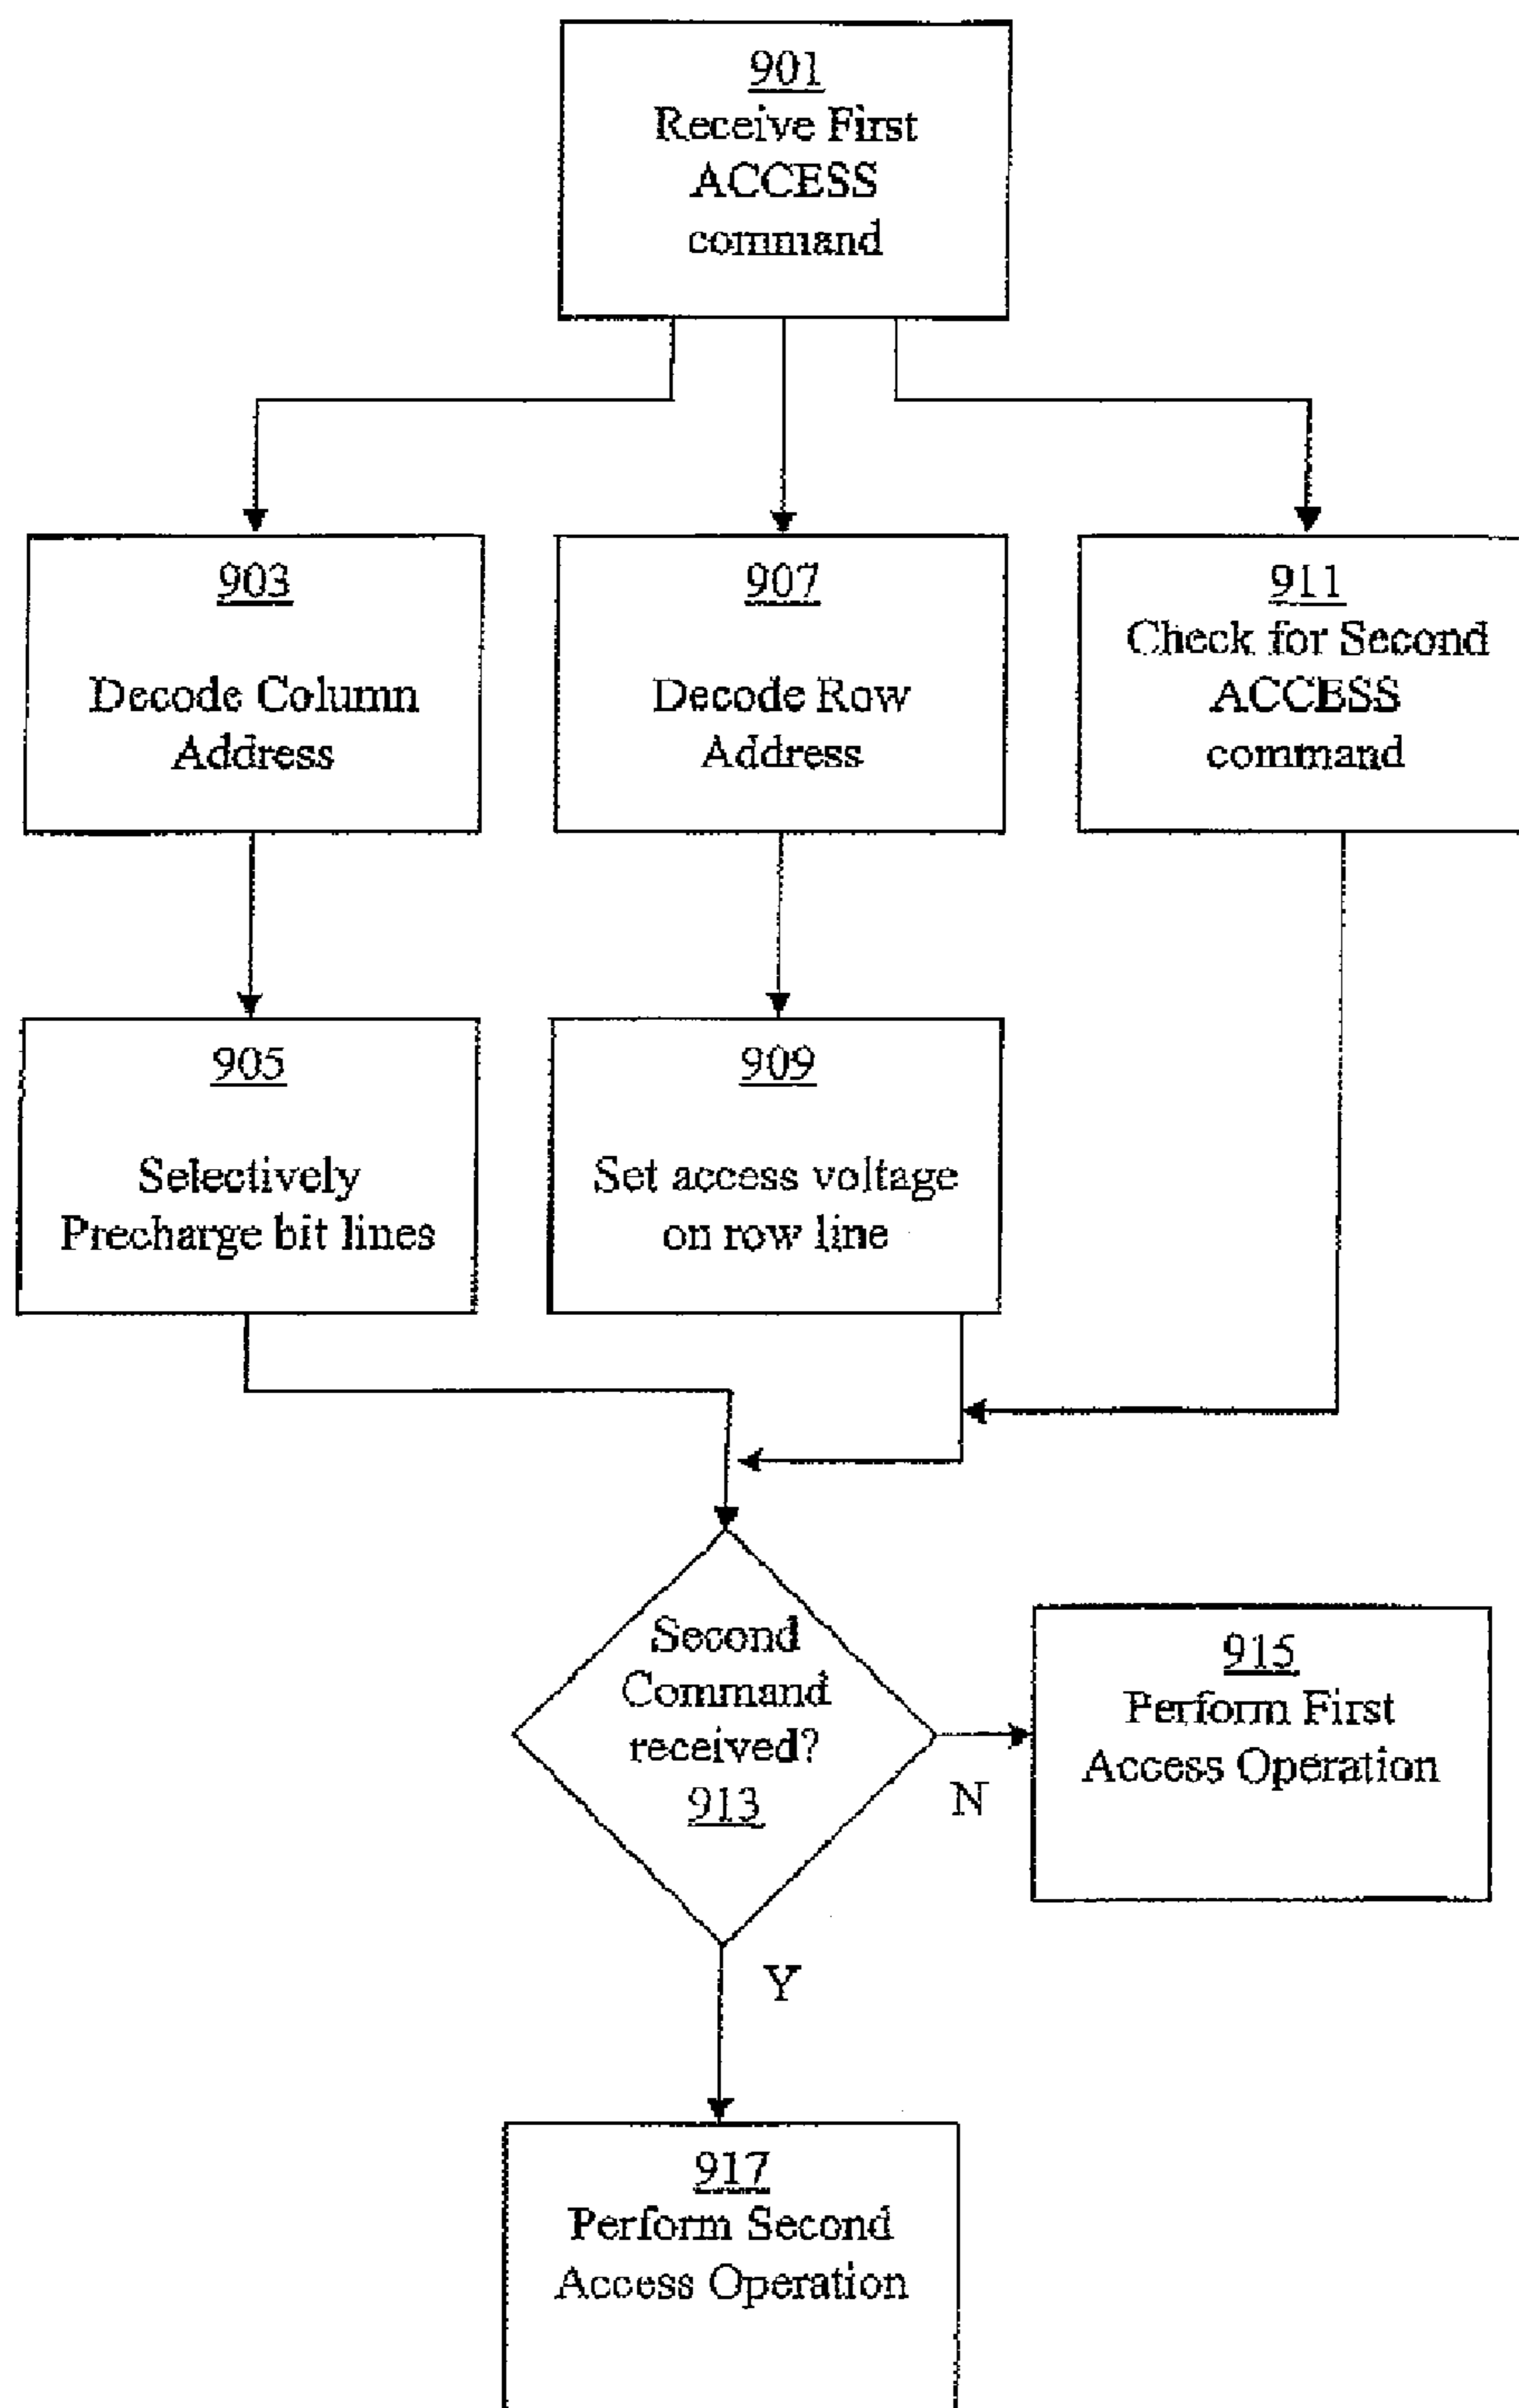 901
Receive First
ACCESS
command
903
Decode Column
Address
907
Decode Row
Address
911
Check for Second
ACCESS
command
905
Selectively
Precharge bit lines
909
Set access voltage
on row line
Second
Command
received?
913
N
915
Perform First
Access Operation
Y
917
Perform Second
Access Operation